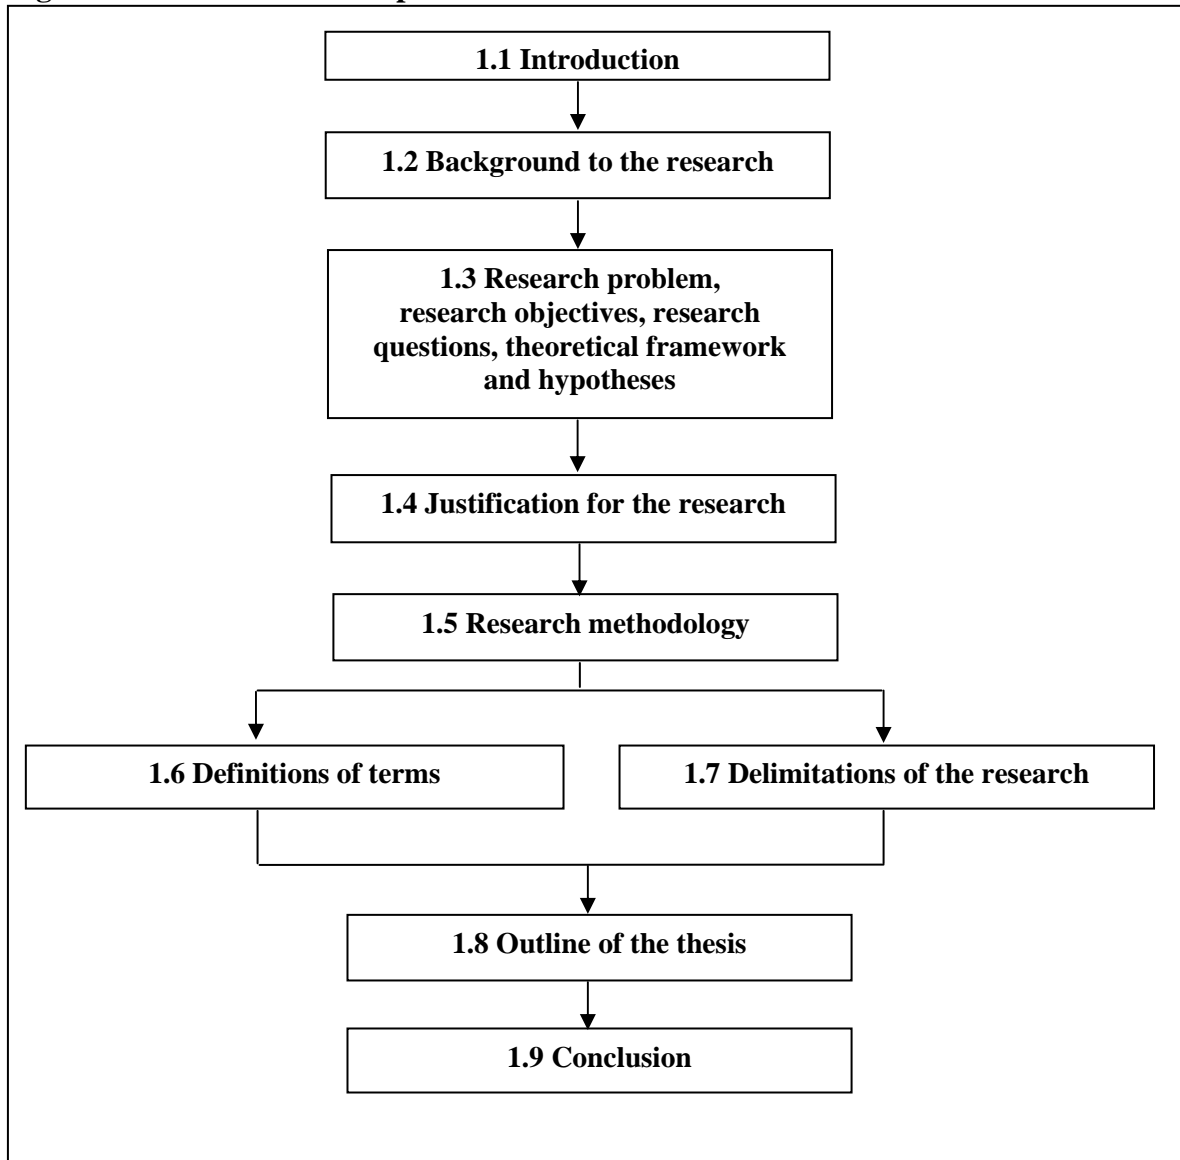 1.1 Introduction
1.2 Background to the research
1.3 Research problem,
research objectives, research
questions, theoretical framework
and hypotheses
1.4 Justification for the research
1.5 Research methodology
1.6 Definitions of terms
1.7 Delimitations of the research
1.8 Outline of the thesis
1.9 Conclusion